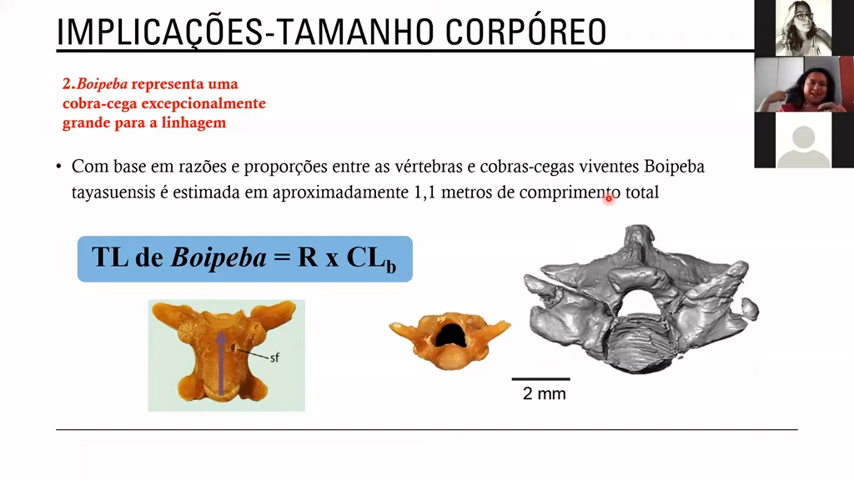 IMPLICAÇÕES-TAMANHO CORPÓREO
2.Boipeba representa uma
cobra-cega excepcionalmente
grande para a linhagem
• Com base em razões e proporções entre as vértebras e cobras-cegas viventes Boipeba
tayasuensis é estimada em aproximadamente 1,1 metros de comprimento total
TL de Boipeba = R x CLb
sf
2 mm